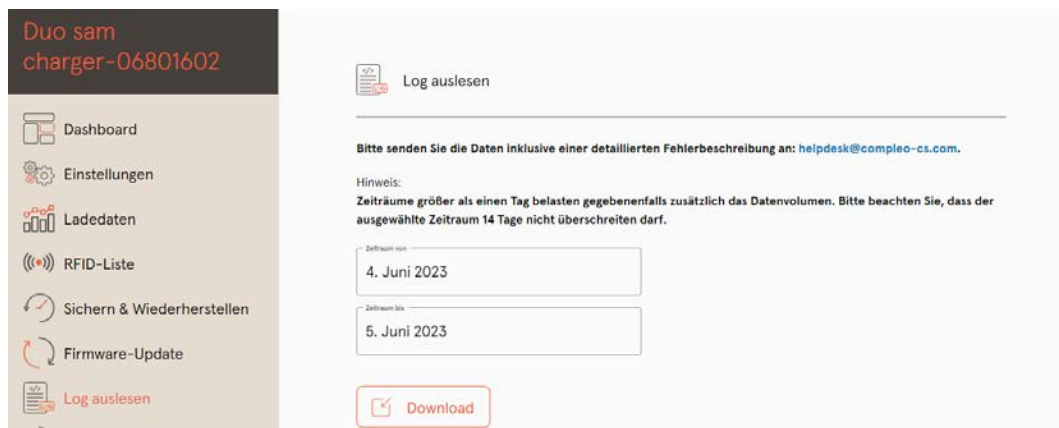 Duo sam
charger-06801602
Dashboard
Einstellungen
Ladedaten
RFID-Liste
Sichern & Wiederherstellen
Firmware-Update
Log auslesen
Log auslesen
Bitte senden Sie die Daten inklusive einer detaillierten Fehlerbeschreibung an: helpdesk@compleo-cs.com.
Hinweis:
Zeiträume größer als einen Tag belasten gegebenenfalls zusätzlich das Datenvolumen. Bitte beachten Sie, dass der
ausgewählte Zeitraum 14 Tage nicht überschreiten darf.
Zeitraum von
4. Juni 2023
Zeitraum bis
5. Juni 2023
Download